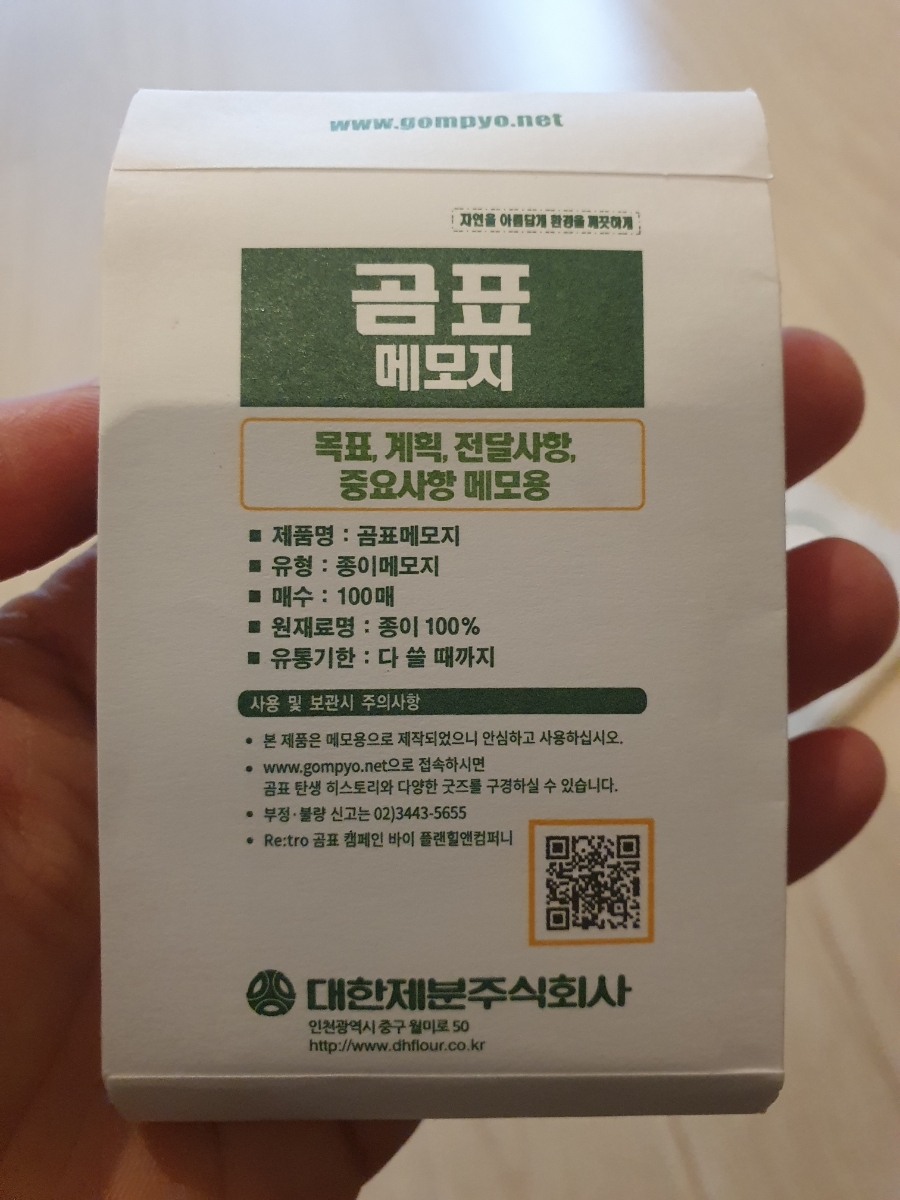 www.gompyo.net
자연을 아름답게 환경을 깨끗하게
곰표
메모지
목표, 계획, 전달사항,
중요사항 메모용
■ 제품명 : 곰표메모지
■ 유형 : 종이메모지
■ 매수 : 100매
■ 원재료명 : 종이 100%
■ 유통기한 : 다 쓸 때까지
사용 및 보관시 주의사항
• 본 제품은 메모용으로 제작되었으니 안심하고 사용하십시오.
• www.gompyo.net으로 접속하시면
곰표 탄생 히스토리와 다양한 굿즈를 구경하실 수 있습니다.
• 부정·불량 신고는 02)3443-5655
• Re:tro 곰표 캠페인 바이 플랜힐앤컴퍼니
대한제분주식회사
인천광역시 중구 월미로 50
http://www.dhflour.co.kr